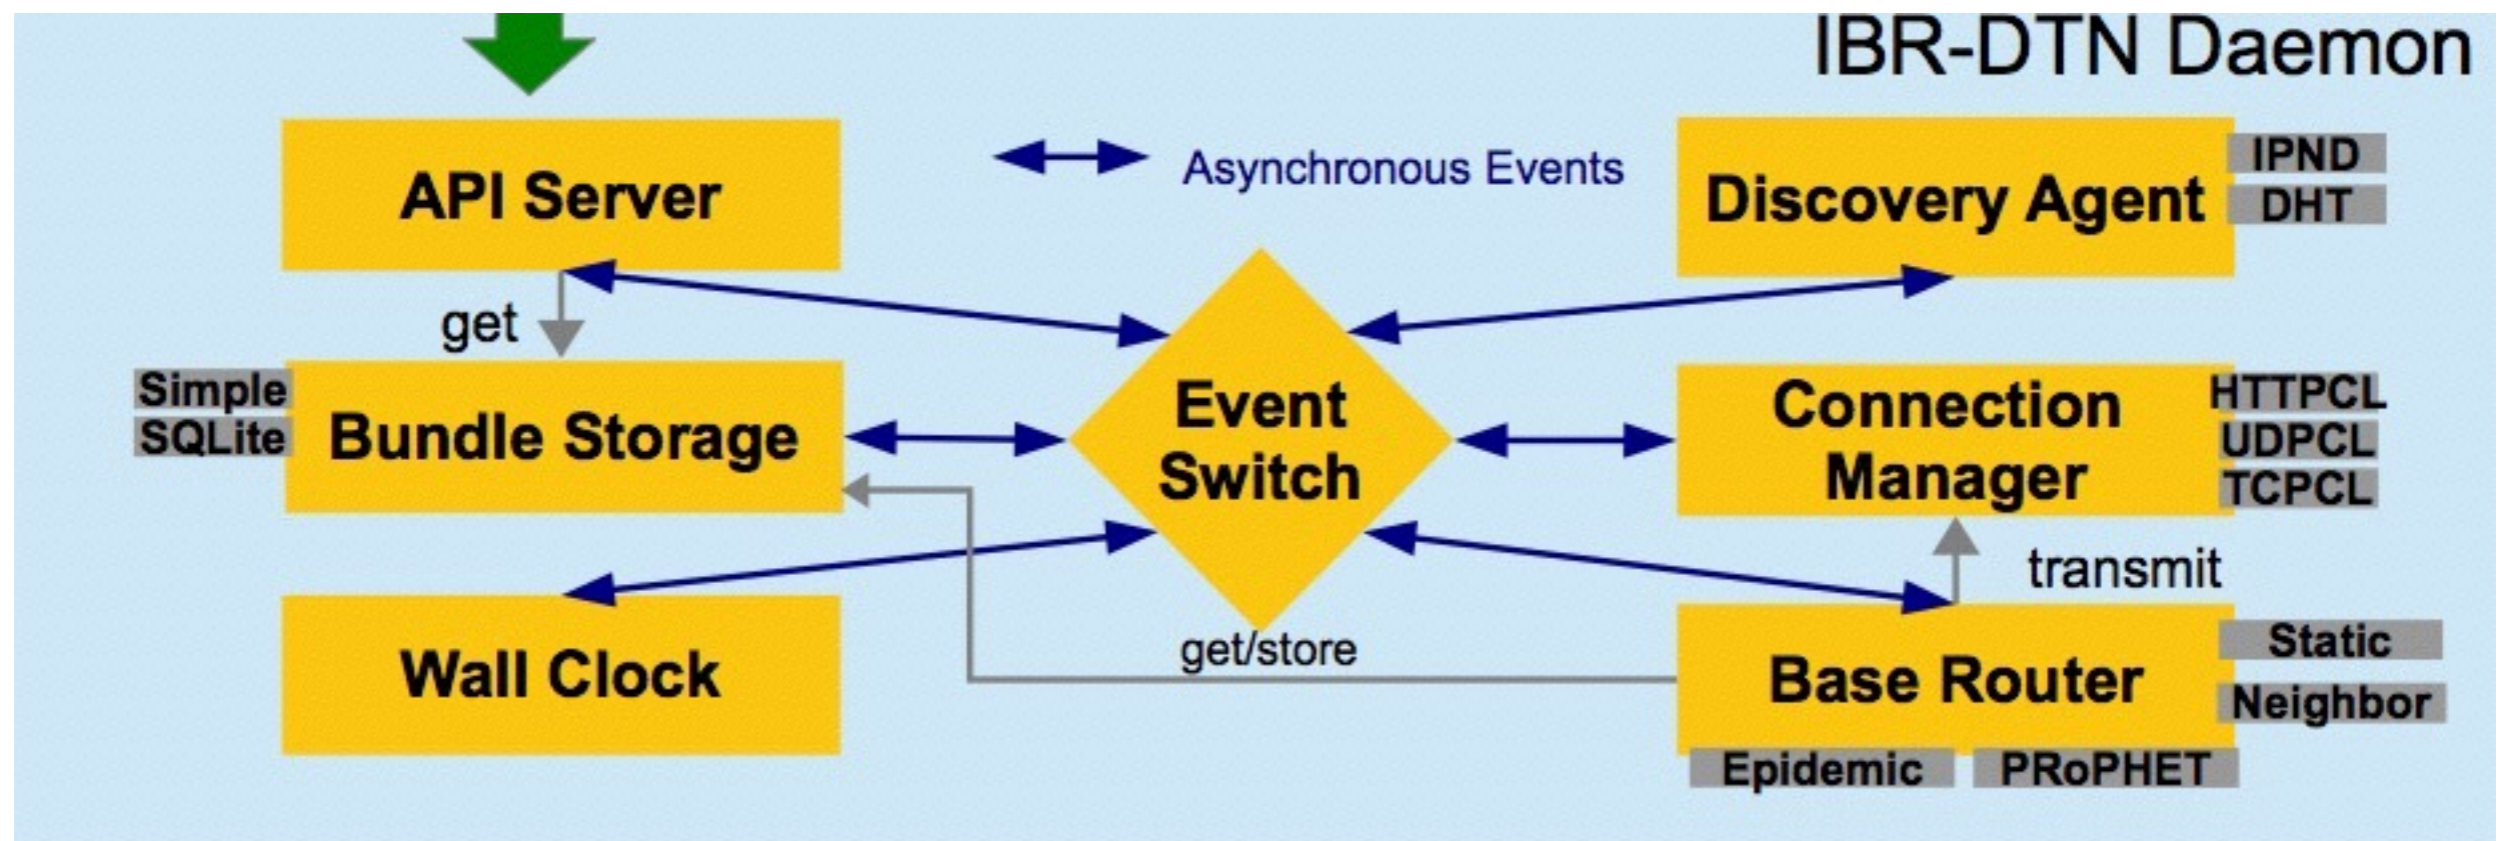 IBR-DTN Daemon
API Server
Asynchronous Events
Discovery Agent
IPND
DHT
get
Simple
SQLite
Bundle Storage
Event
Switch
Connection
Manager
HTTPCL
UDPCL
TCPCL
transmit
Wall Clock
get/store
Base Router
Static
Neighbor
Epidemic
PRoPHET